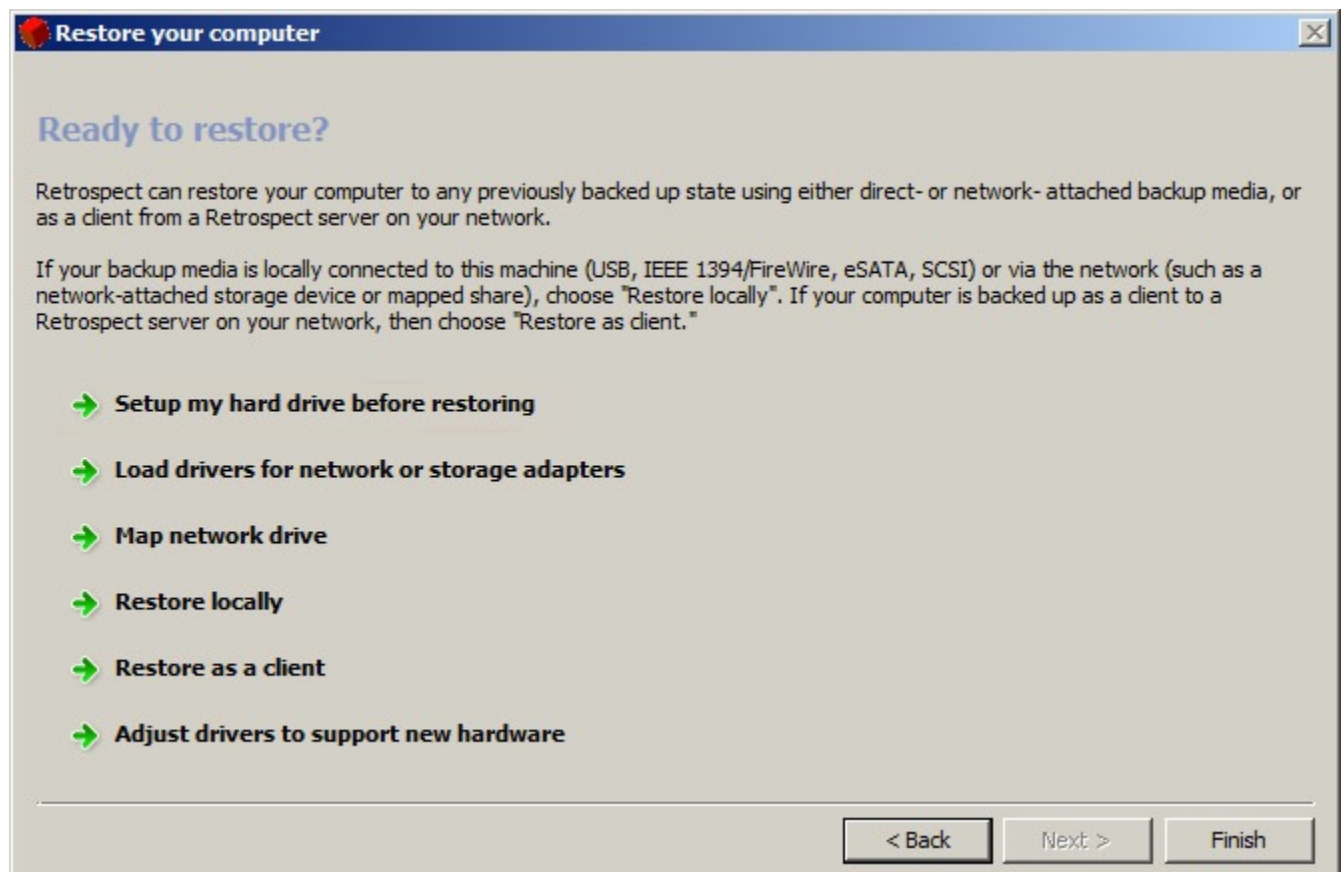 Restore your computer
Ready to restore?
Retrospect can restore your computer to any previously backed up state using either direct- or network- attached backup media, or
as a client from a Retrospect server on your network.
If your backup media is locally connected to this machine (USB, IEEE 1394/FireWire, eSATA, SCSI) or via the network (such as a
network-attached storage device or mapped share), choose "Restore locally". If your computer is backed up as a client to a
Retrospect server on your network, then choose "Restore as client."
Setup my hard drive before restoring
Load drivers for network or storage adapters
Map network drive
Restore locally
Restore as a client
Adjust drivers to support new hardware
< Back Next > Finish